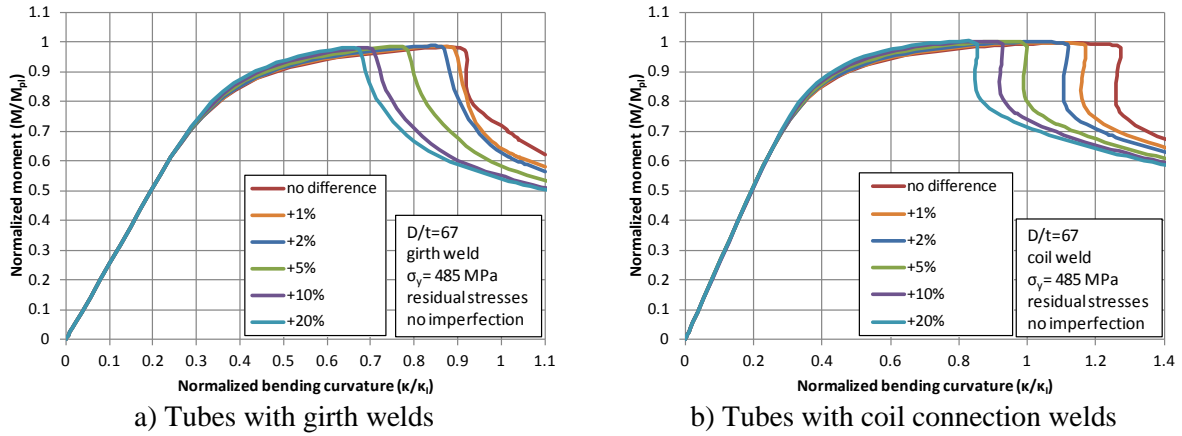 1.1
1
0.9
0.8
0.7
0.6
0.5
0.4
0.3
0.2
0.1
0
Normalized moment (M/Mpl)
0 0.1 0.2 0.3 0.4 0.5 0.6 0.7 0.8 0.9 1 1.1
Normalized bending curvature (κ/κI)
no difference
+1%
+2%
+5%
+10%
+20%
D/t=67
girth weld
σy= 485 MPa
residual stresses
no imperfection
a) Tubes with girth welds
1.1
1
0.9
0.8
0.7
0.6
0.5
0.4
0.3
0.2
0.1
0
Normalized moment (M/Mpl)
0 0.2 0.4 0.6 0.8 1 1.2 1.4
Normalized bending curvature (κ/κI)
no difference
+1%
+2%
+5%
+10%
+20%
D/t=67
coil weld
σy= 485 MPa
residual stresses
no imperfection
b) Tubes with coil connection welds